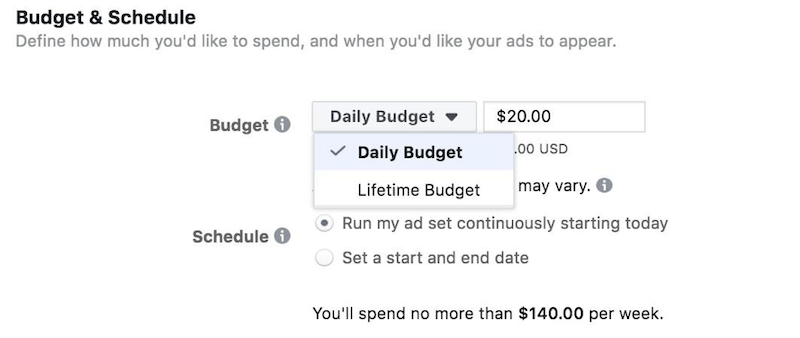 Budget & Schedule
Define how much you'd like to spend, and when you'd like your ads to appear.
Budget
Daily Budget
$20.00
Daily Budget
.00 USD
Lifetime Budget
may vary.
Schedule
Run my ad set continuously starting today
Set a start and end date
You'll spend no more than $140.00 per week.